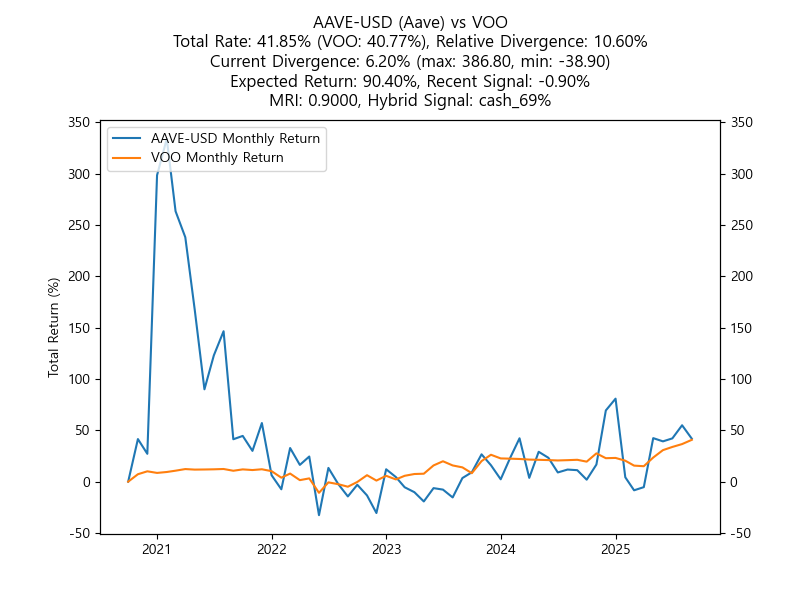 AAVE-USD (Aave) vs VOO
Total Rate: 41.85% (VOO: 40.77%), Relative Divergence: 10.60%
Current Divergence: 6.20% (max: 386.80, min: -38.90)
Expected Return: 90.40%, Recent Signal: -0.90%
MRI: 0.9000, Hybrid Signal: cash_69%
AAVE-USD Monthly Return
VOO Monthly Return
Total Return (%)
350
300
250
200
150
100
50
0
-50
350
300
250
200
150
100
50
0
-50
2021
2022
2023
2024
2025